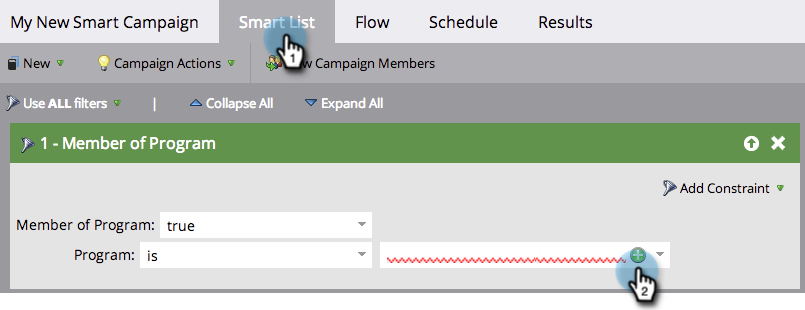 My New Smart Campaign Smart List Flow Schedule Results
New Campaign Actions Campaign Members
Use ALL filters | Collapse All Expand All
1 - Member of Program
Add Constraint
Member of Program: true
Program: is
1
2